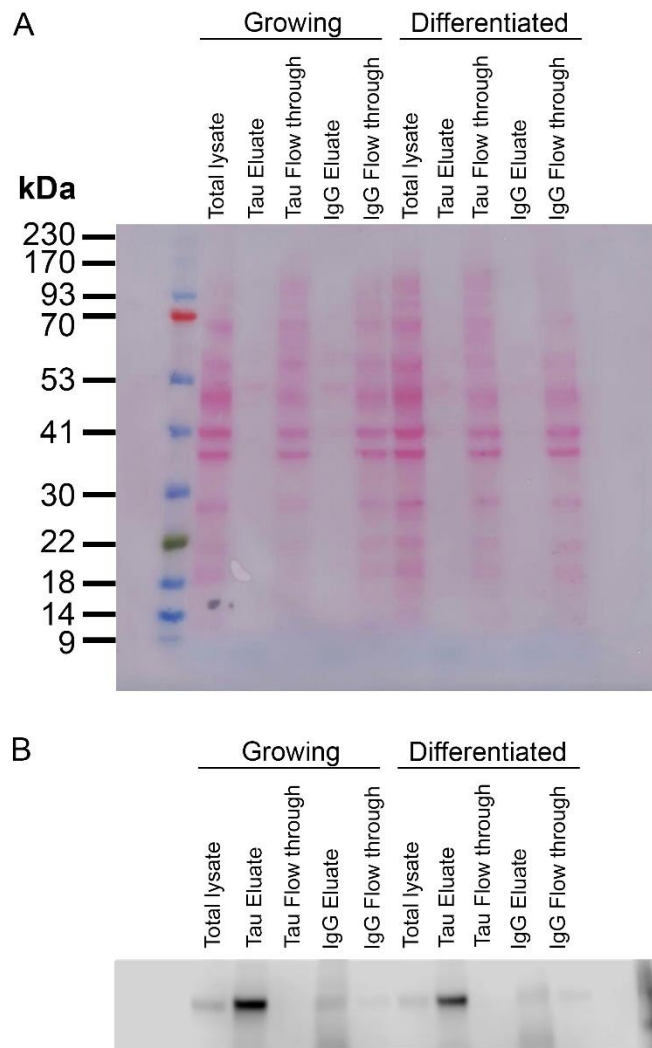 A
Growing Differentiated
Total lysate
Tau Eluate
Tau Flow through
IgG Eluate
IgG Flow through
Total lysate
Tau Eluate
Tau Flow through
IgG Eluate
IgG Flow through
kDa
230
170
93
70
53
41
30
22
18
14
9
B
Growing Differentiated
Total lysate
Tau Eluate
Tau Flow through
IgG Eluate
IgG Flow through
Total lysate
Tau Eluate
Tau Flow through
IgG Eluate
IgG Flow through